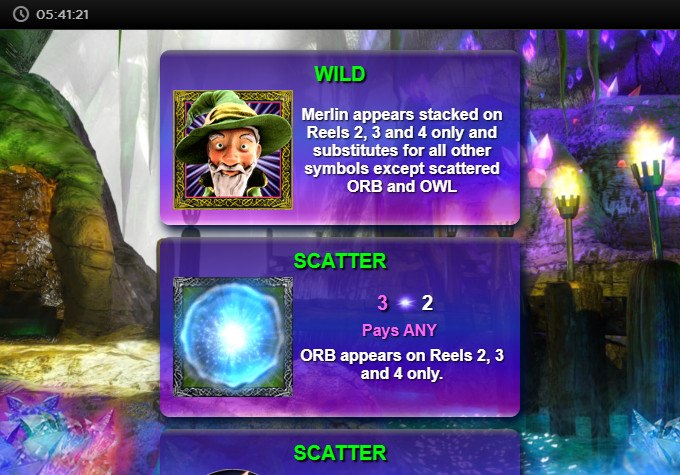 05:41:21
WILD
Merlin appears stacked on
Reels 2, 3 and 4 only and
substitutes for all other
symbols except scattered
ORB and OWL
SCATTER
3 2
Pays ANY
ORB appears on Reels 2, 3
and 4 only.
SCATTER